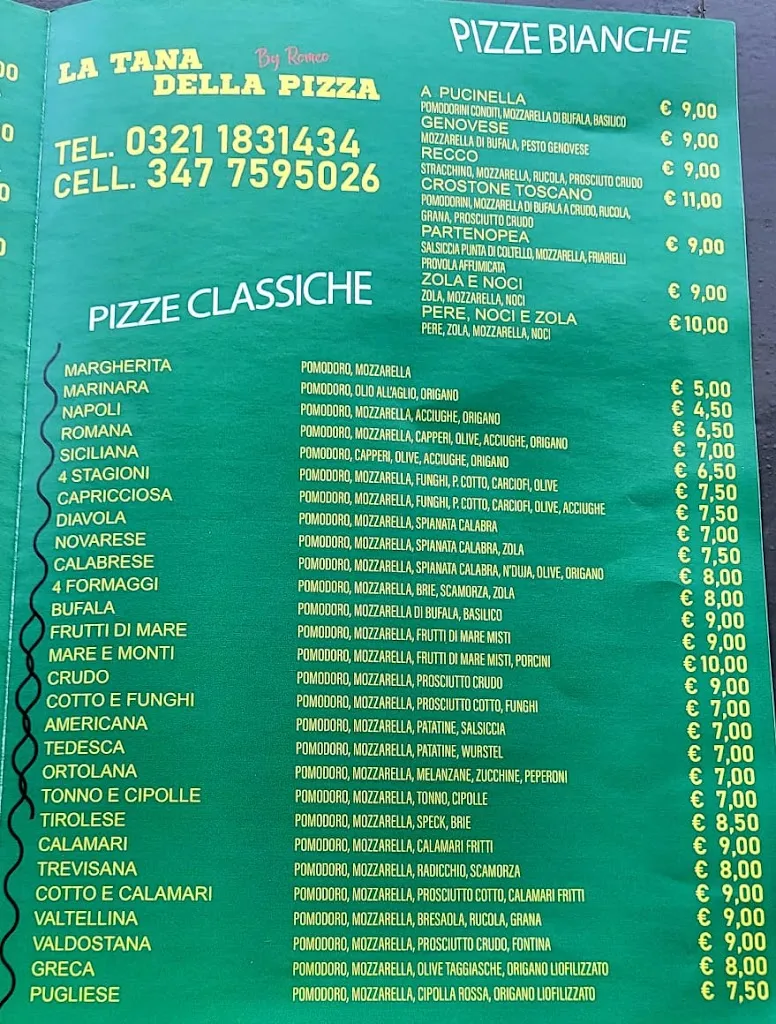 LA TANA
By Romeo
DELLA PIZZA
TEL. 0321 1831434
CELL. 347 7595026
PIZZE BIANCHE
A PUCINELLA € 9,00
POMODORINI CONDITI, MOZZARELLA DI BUFALA, BASILICO
GENOVESE € 9,00
MOZZARELLA DI BUFALA, PESTO GENOVESE
RECCO € 9,00
STRACCHINO, MOZZARELLA, RUCOLA, PROSCIUTO CRUDO
CROSTONE TOSCANO € 11,00
POMODORINI, MOZZARELLA DI BUFALA A CRUDO, RUCOLA,
GRANA, PROSCIUTTO CRUDO
PARTENOPEA € 9,00
SALSICCIA PUNTA DI COLTELLO, MOZZARELLA, FRIARIELLI
PROVOLA AFFUMICATA
ZOLA E NOCI € 9,00
ZOLA, MOZZARELLA, NOCI
PERE, NOCI E ZOLA €10,00
PERE, ZOLA, MOZZARELLA, NOCI
PIZZE CLASSICHE
MARGHERITA POMODORO, MOZZARELLA € 5,00
MARINARA POMODORO, OLIO ALL'AGLIO, ORIGANO € 4,50
NAPOLI POMODORO, MOZZARELLA, ACCIUGHE, ORIGANO € 6,50
ROMANA POMODORO, MOZZARELLA, CAPPERI, OLIVE, ACCIUGHE, ORIGANO € 7,00
SICILIANA POMODORO, CAPPERI, OLIVE, ACCIUGHE, ORIGANO € 6,50
4 STAGIONI POMODORO, MOZZARELLA, FUNGHI, P. COTTO, CARCIOFI, OLIVE € 7,50
CAPRICCIOSA POMODORO, MOZZARELLA, FUNGHI, P. COTTO, CARCIOFI, OLIVE, ACCIUGHE € 7,50
DIAVOLA POMODORO, MOZZARELLA, SPIANATA CALABRA € 7,00
NOVARESE POMODORO, MOZZARELLA, SPIANATA CALABRA, ZOLA € 7,50
CALABRESE POMODORO, MOZZARELLA, SPIANATA CALABRA, N'DUJA, OLIVE, ORIGANO € 8,00
4 FORMAGGI POMODORO, MOZZARELLA, BRIE, SCAMORZA, ZOLA € 8,00
BUFALA POMODORO, MOZZARELLA DI BUFALA, BASILICO € 9,00
FRUTTI DI MARE POMODORO, MOZZARELLA, FRUTTI DI MARE MISTI € 9,00
MARE E MONTI POMODORO, MOZZARELLA, FRUTTI DI MARE MISTI, PORCINI €10,00
CRUDO POMODORO, MOZZARELLA, PROSCIUTTO CRUDO € 9,00
COTTO E FUNGHI POMODORO, MOZZARELLA, PROSCIUTTO COTTO, FUNGHI € 7,00
AMERICANA POMODORO, MOZZARELLA, PATATINE, SALSICCIA € 7,00
TEDESCA POMODORO, MOZZARELLA, PATATINE, WURSTEL € 7,00
ORTOLANA POMODORO, MOZZARELLA, MELANZANE, ZUCCHINE, PEPERONI € 7,00
TONNO E CIPOLLE POMODORO, MOZZARELLA, TONNO, CIPOLLE € 7,00
TIROLESE POMODORO, MOZZARELLA, SPECK, BRIE € 8,50
CALAMARI POMODORO, MOZZARELLA, CALAMARI FRITTI € 9,00
TREVISANA POMODORO, MOZZARELLA, RADICCHIO, SCAMORZA € 8,00
COTTO E CALAMARI POMODORO, MOZZARELLA, PROSCIUTTO COTTO, CALAMARI FRITTI € 9,00
VALTELLINA POMODORO, MOZZARELLA, BRESAOLA, RUCOLA, GRANA € 9,00
VALDOSTANA POMODORO, MOZZARELLA, PROSCIUTTO CRUDO, FONTINA € 9,00
GRECA POMODORO, MOZZARELLA, OLIVE TAGGIASCHE, ORIGANO LIOFILIZZATO € 8,00
PUGLIESE POMODORO, MOZZARELLA, CIPOLLA ROSSA, ORIGANO LIOFILIZZATO € 7,50